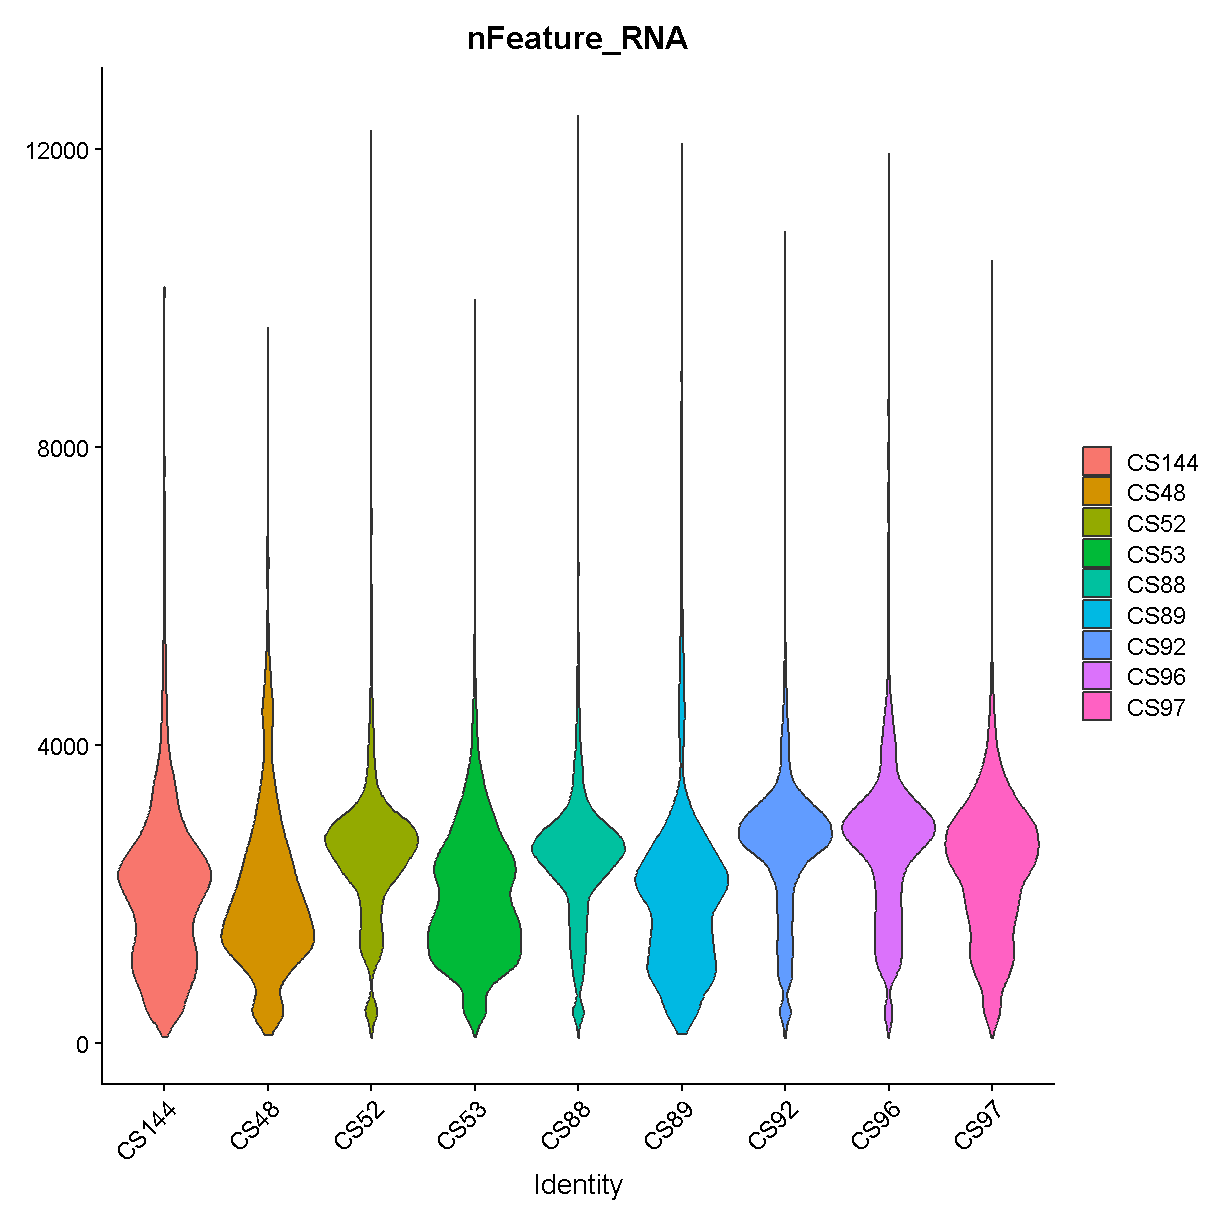 nFeature_RNA
12000
8000
4000
0
CS144
CS48
CS52
CS53
CS88
CS89
CS92
CS96
CS97
Identity
CS144
CS48
CS52
CS53
CS88
CS89
CS92
CS96
CS97